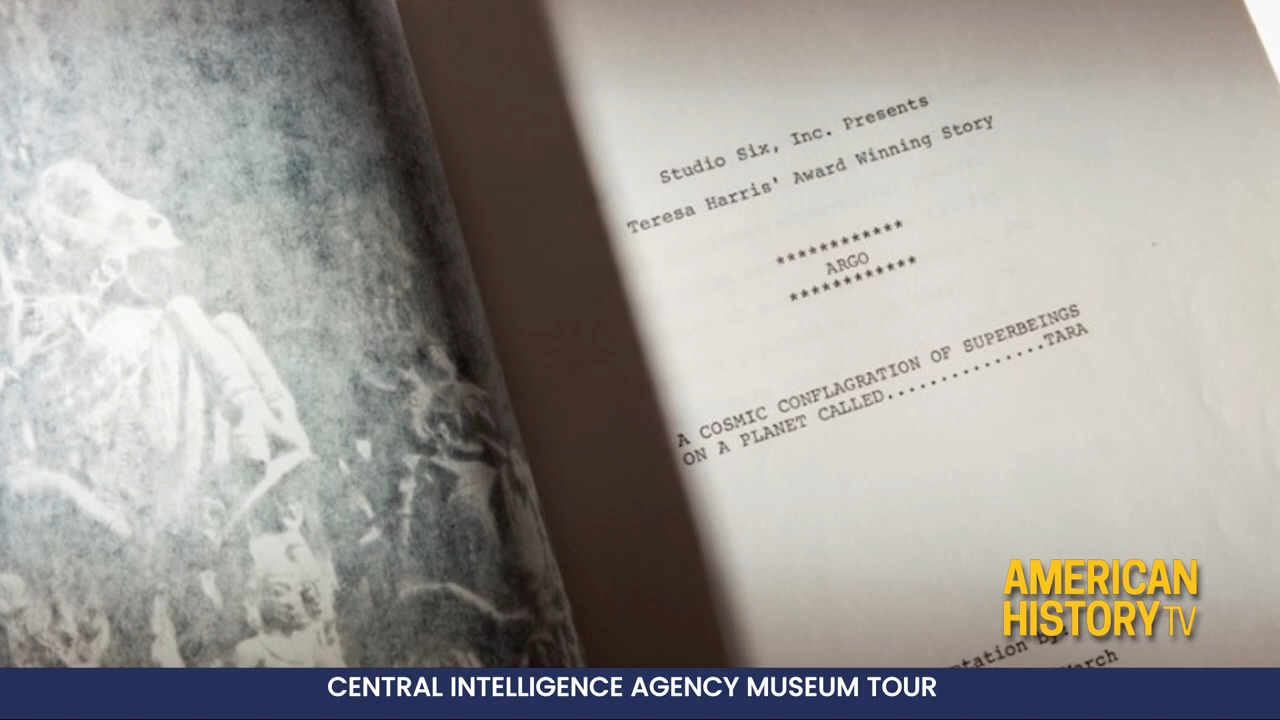 Studio Six, Inc. Presents
Teresa Harris' Award Winning Story
************
ARGO
************
A COSMIC CONFLAGRATION OF SUPERBEINGS
ON A PLANET CALLED...............TARA
AMERICAN
HISTORY TV
CENTRAL INTELLIGENCE AGENCY MUSEUM TOUR